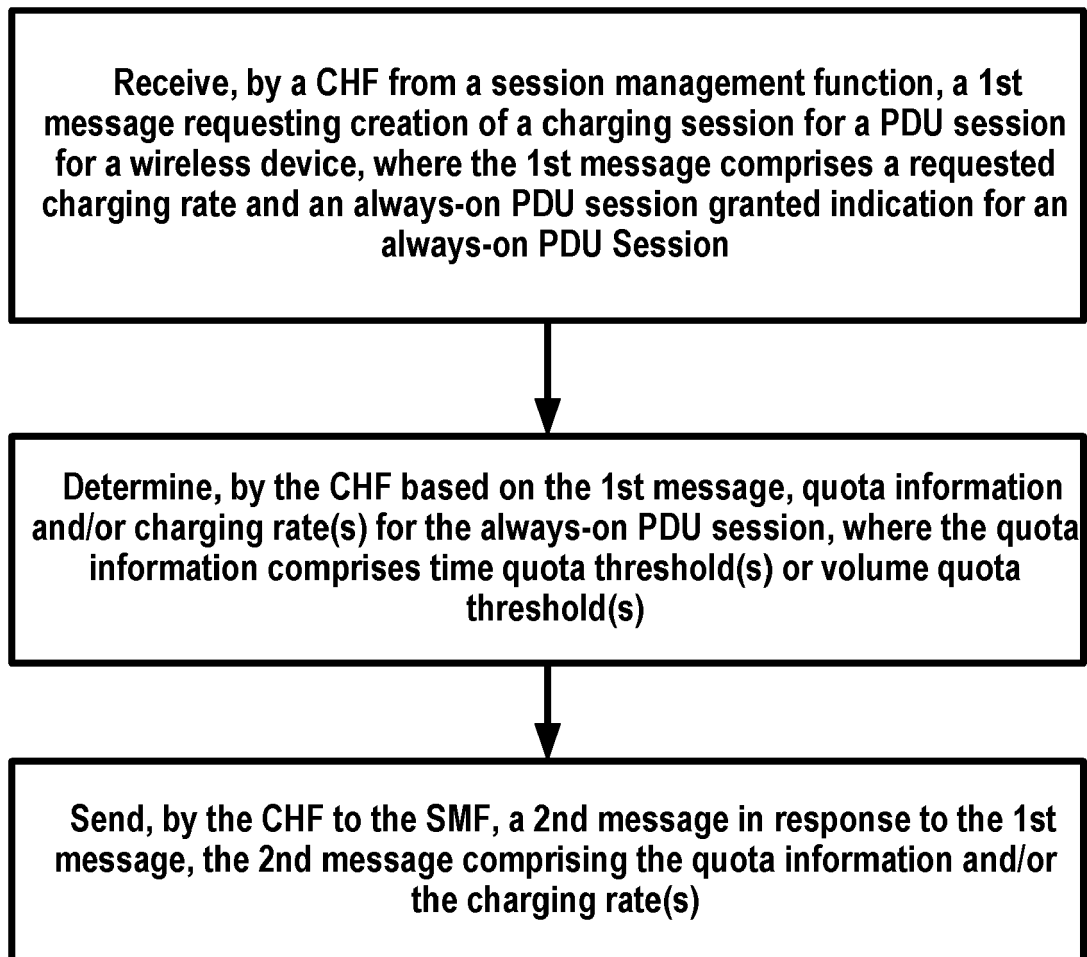 Receive, by a CHF from a session management function, a 1st
message requesting creation of a charging session for a PDU session
for a wireless device, where the 1st message comprises a requested
charging rate and an always-on PDU session granted indication for an
always-on PDU Session
Determine, by the CHF based on the 1st message, quota information
and/or charging rate(s) for the always-on PDU session, where the quota
information comprises time quota threshold(s) or volume quota
threshold(s)
Send, by the CHF to the SMF, a 2nd message in response to the 1st
message, the 2nd message comprising the quota information and/or
the charging rate(s)